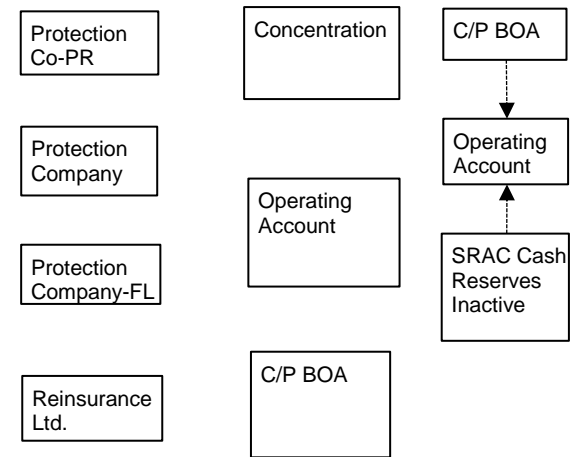 Protection
Co-PR
Protection
Company
Protection
Company-FL
Reinsurance
Ltd.
Concentration
Operating
Account
C/P BOA
C/P BOA
Operating
Account
SRAC Cash
Reserves
Inactive